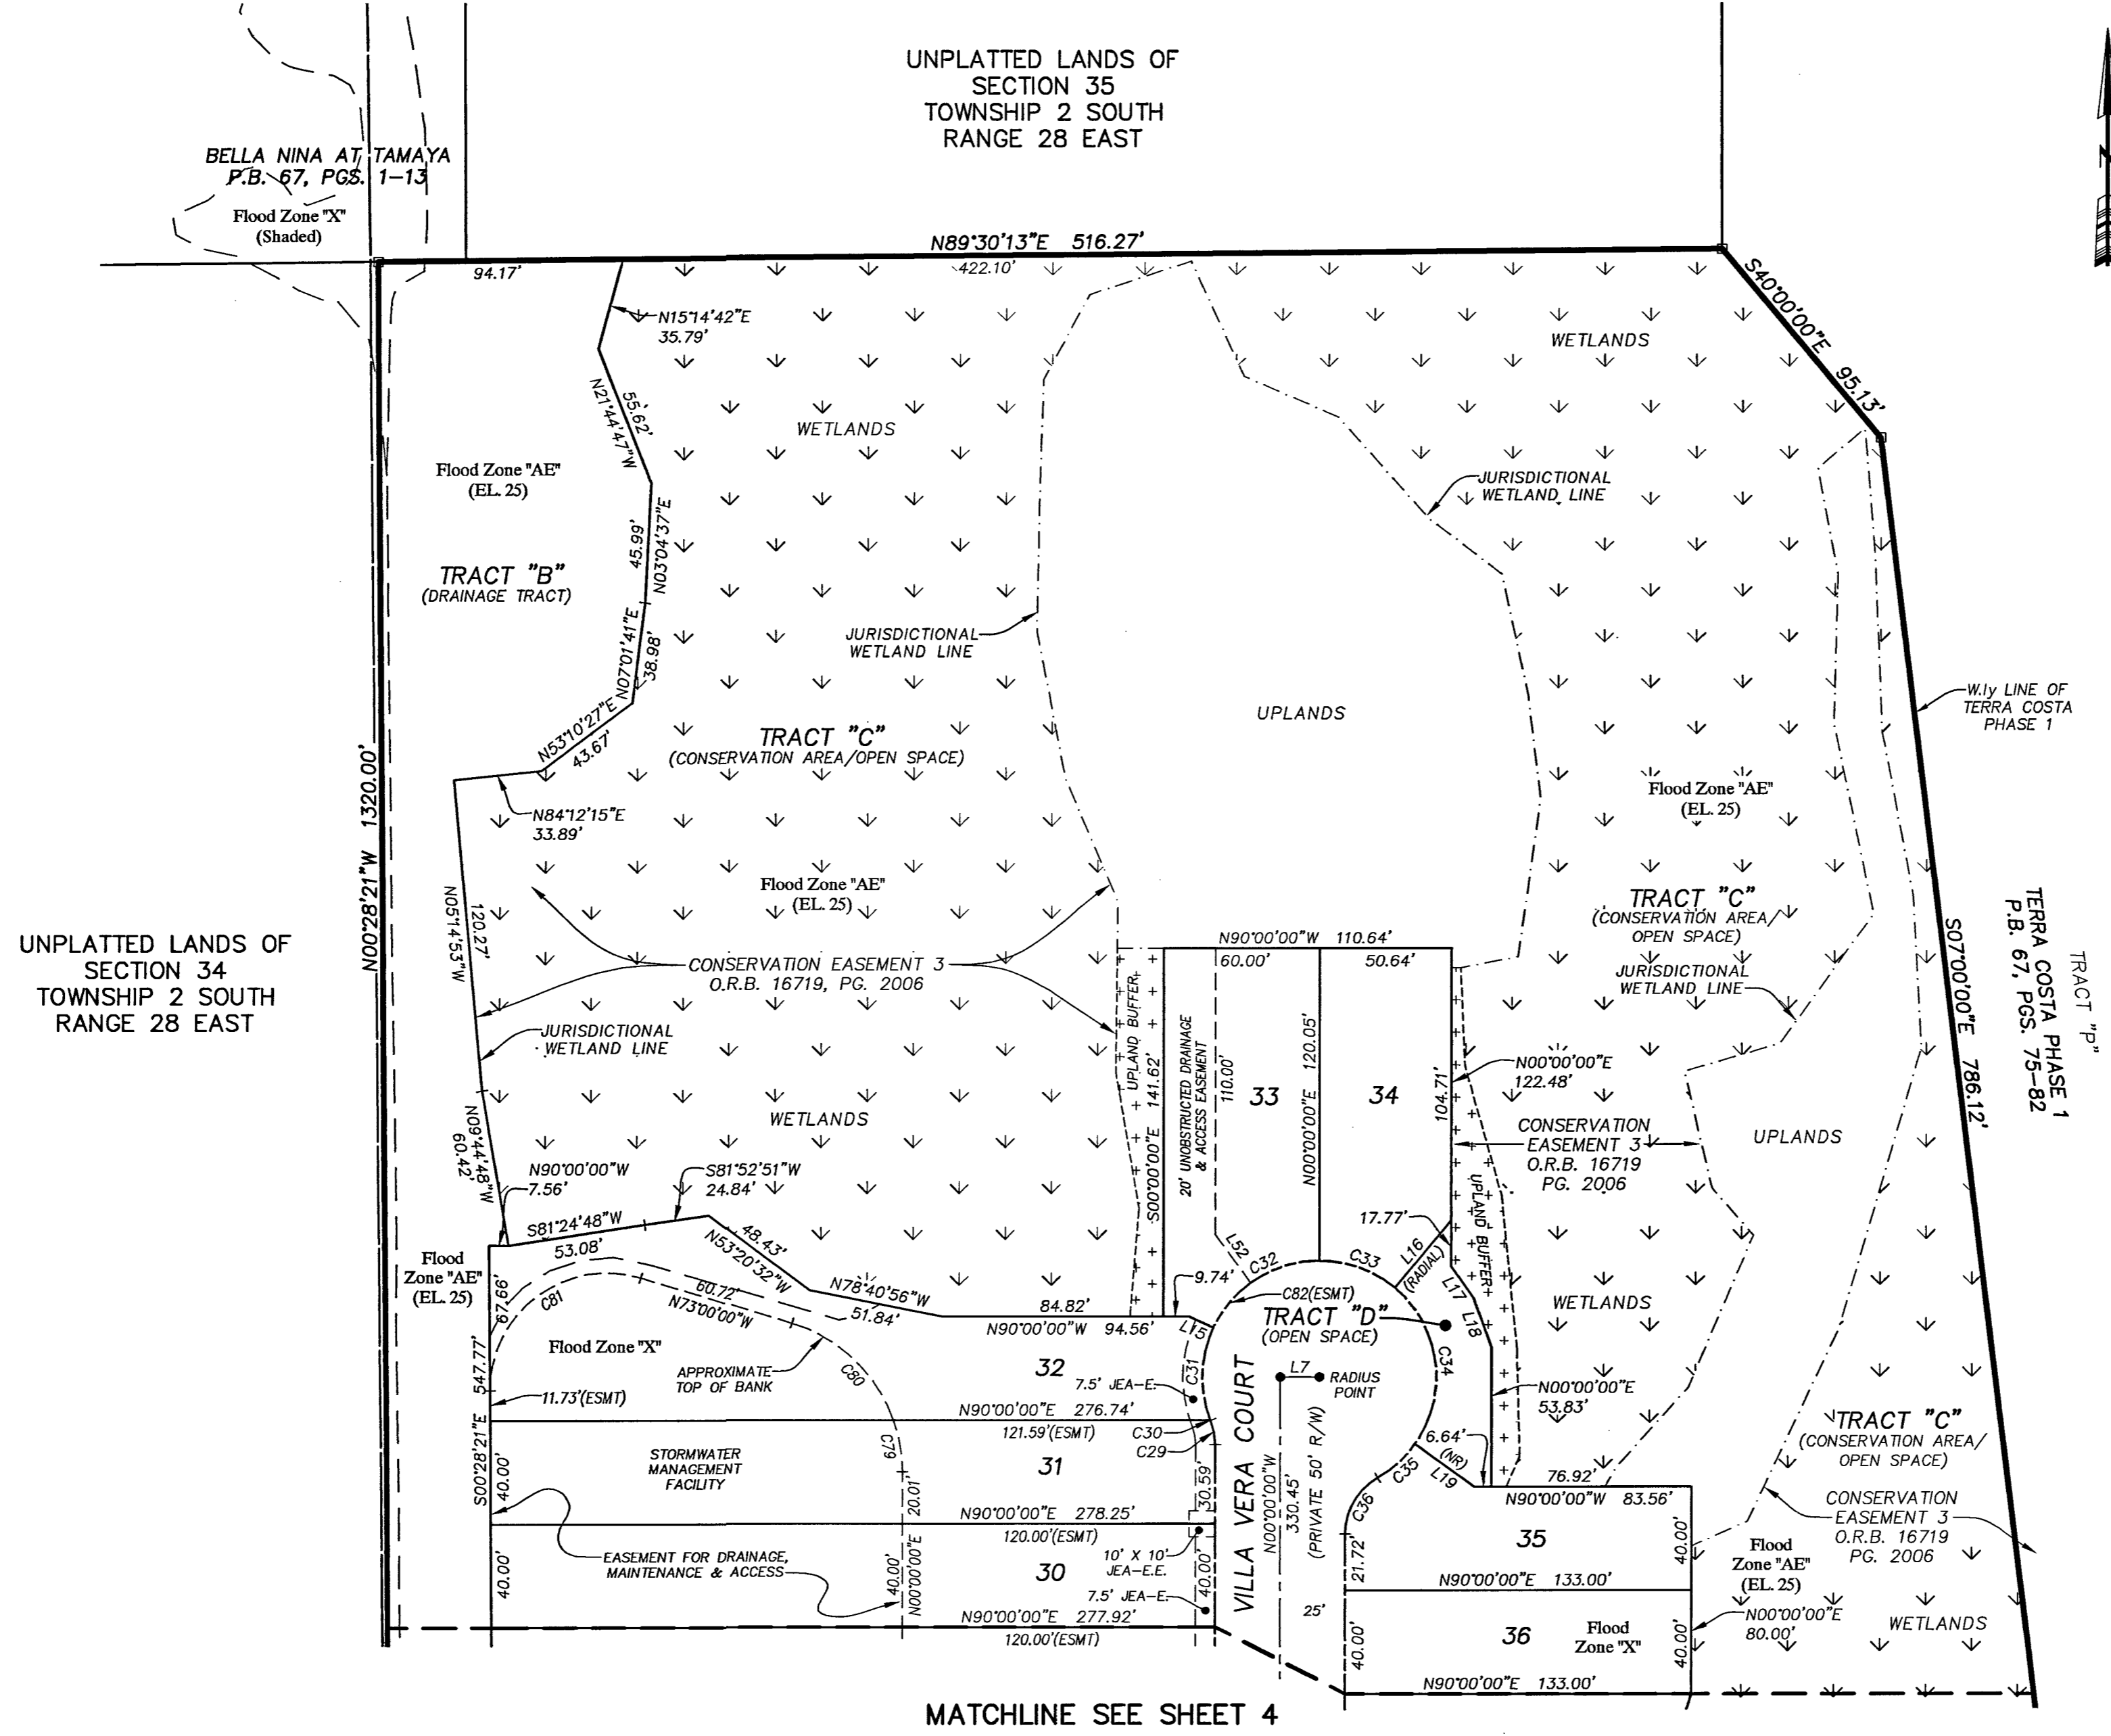 UNPLATTED LANDS OF
SECTION 35
TOWNSHIP 2 SOUTH
RANGE 28 EAST
BELLA NINA AT TAMAYA
P.B. 67, PGS. 1-13
Flood Zone "X"
(Shaded)
N
N89°30'13"E 516.27'
94.17'
422.10'
S40°00'00"E 95.13'
N15°14'42"E
35.79'
N21°44'47"W
55.62'
WETLANDS
WETLANDS
Flood Zone "AE"
(EL. 25)
JURISDICTIONAL
WETLAND LINE
45.99'
N03°04'37"E
TRACT "B"
(DRAINAGE TRACT)
N07°01'41"E
38.98'
JURISDICTIONAL
WETLAND LINE
N53°10'27"E
43.67'
UPLANDS
W.ly LINE OF
TERRA COSTA
PHASE 1
TRACT "C"
(CONSERVATION AREA/OPEN SPACE)
N00°28'21"W 1320.00'
N84°12'15"E
33.89'
Flood Zone "AE"
(EL. 25)
Flood Zone "AE"
(EL. 25)
TRACT "C"
(CONSERVATION AREA/
OPEN SPACE)
N05°14'53"W
120.27'
UNPLATTED LANDS OF
SECTION 34
TOWNSHIP 2 SOUTH
RANGE 28 EAST
CONSERVATION EASEMENT 3
O.R.B. 16719, PG. 2006
N90°00'00"W 110.64'
60.00'
50.64'
JURISDICTIONAL
WETLAND LINE
S07°00'00"E 786.12'
TERRA COSTA PHASE 1
P.B. 67, PGS. 75-82
TRACT "P"
JURISDICTIONAL
WETLAND LINE
UPLAND BUFFER
S00°00'00"E 141.62'
20' UNOBSTRUCTED DRAINAGE
& ACCESS EASEMENT
110.00'
33
N00°00'00"E 120.05'
34
104.71'
N00°00'00"E
122.48'
WETLANDS
CONSERVATION
EASEMENT 3
O.R.B. 16719
PG. 2006
UPLANDS
N09°44'48"W
60.42'
N90°00'00"W
7.56'
S81°52'51"W
24.84'
S81°24'48"W
53.08'
48.43'
N53°20'32"W
N78°40'56"W
51.84'
17.77'
L16
(RADIAL)
UPLAND BUFFER
L52
C32
C33
Flood
Zone "AE"
(EL. 25)
67.66'
C81
60.72'
N73°00'00"W
84.82'
N90°00'00"W 94.56'
9.74'
L15
C82(ESMT)
TRACT "D"
(OPEN SPACE)
L17
L18
WETLANDS
Flood Zone "X"
APPROXIMATE
TOP OF BANK
C80
32
7.5' JEA-E.
C31
L7
RADIUS
POINT
C34
N00°00'00"E
53.83'
S00°28'21"E 547.77'
11.73'(ESMT)
N90°00'00"E 276.74'
121.59'(ESMT)
C30
C29
VILLA VERA COURT
N00°00'00"W
330.45'
(PRIVATE 50' R/W)
6.64'
(NR)
L19
C35
C36
TRACT "C"
(CONSERVATION AREA/
OPEN SPACE)
STORMWATER
MANAGEMENT
FACILITY
C79
31
40.00'
20.01'
30.59'
76.92'
N90°00'00"W 83.56'
CONSERVATION
EASEMENT 3
O.R.B. 16719
PG. 2006
N90°00'00"E 278.25'
120.00'(ESMT)
EASEMENT FOR DRAINAGE,
MAINTENANCE & ACCESS
40.00'
40.00'
N00°00'00"E
10' X 10'
JEA-E.E.
30
7.5' JEA-E.
40.00'
21.72'
35
40.00'
Flood
Zone "AE"
(EL. 25)
N90°00'00"E 133.00'
N90°00'00"E 277.92'
120.00'(ESMT)
25'
40.00'
36
Flood
Zone "X"
40.00'
N00°00'00"E
80.00'
WETLANDS
N90°00'00"E 133.00'
MATCHLINE SEE SHEET 4